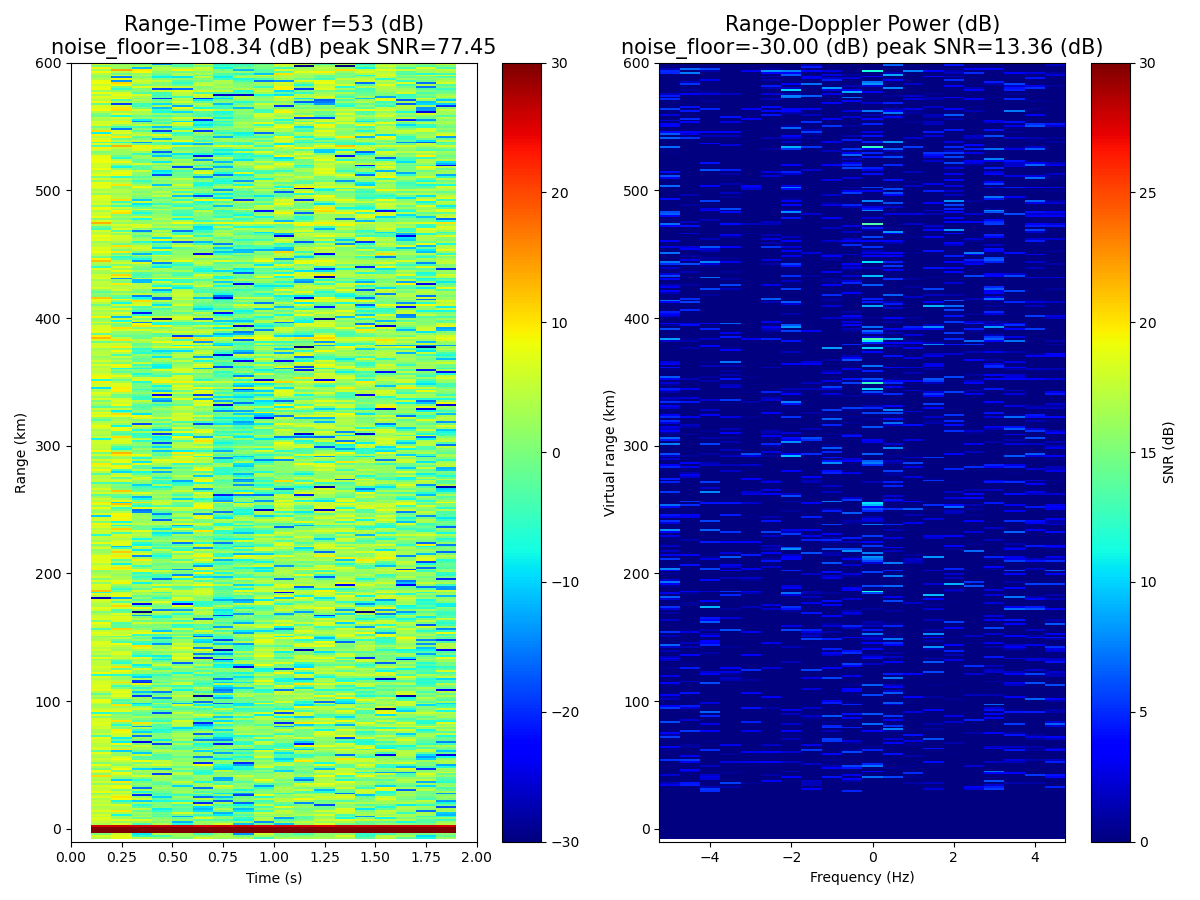 Range-Time Power f=53 (dB)
noise_floor=-108.34 (dB) peak SNR=77.45
600
500
400
300
200
100
0
Range (km)
0.00 0.25 0.50 0.75 1.00 1.25 1.50 1.75 2.00
Time (s)
30
20
10
0
−10
−20
−30
Range-Doppler Power (dB)
noise_floor=-30.00 (dB) peak SNR=13.36 (dB)
600
500
400
300
200
100
0
Virtual range (km)
−4 −2 0 2 4
Frequency (Hz)
30
25
20
15
10
5
0
SNR (dB)